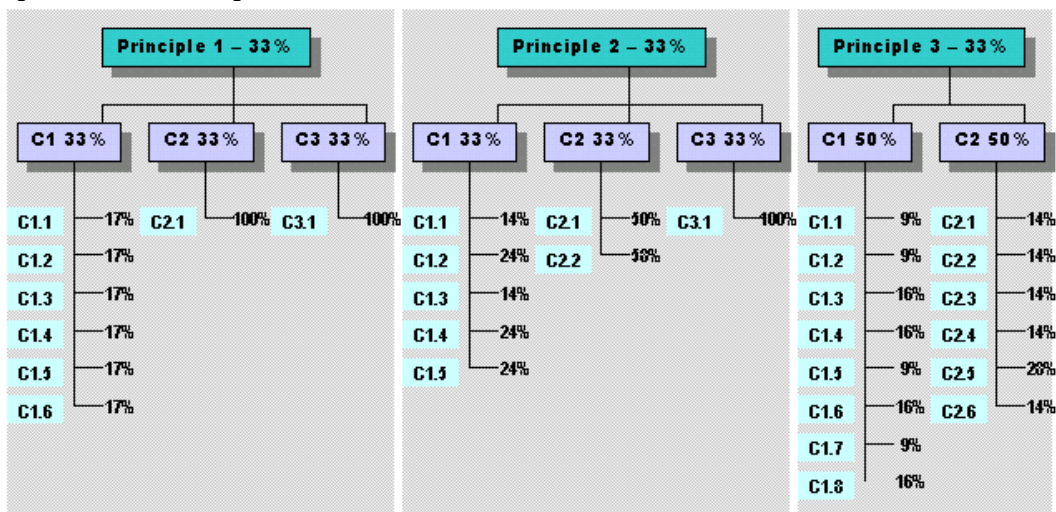 Principle 1 – 33%
Principle 2 – 33%
Principle 3 – 33%
C1 33%
C2 33%
C3 33%
C1 33%
C2 33%
C3 33%
C1 50%
C2 50%
C1.1 17%
C2.1 100%
C3.1 100%
C1.1 14%
C2.1 50%
C3.1 100%
C1.1 9%
C2.1 14%
C1.2 17%
C1.2 24%
C2.2 50%
C1.2 9%
C2.2 14%
C1.3 17%
C1.3 14%
C1.3 16%
C2.3 14%
C1.4 17%
C1.4 24%
C1.4 16%
C2.4 14%
C1.5 17%
C1.5 24%
C1.5 9%
C2.5 28%
C1.6 17%
C1.6 16%
C2.6 14%
C1.7 9%
C1.8 16%